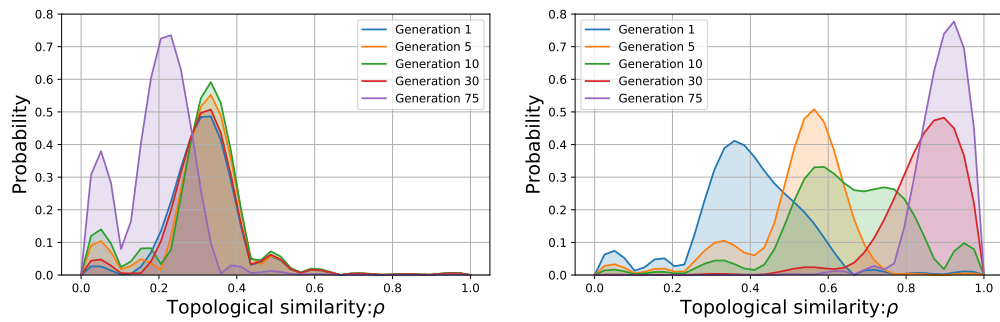 0.8
0.7
0.6
0.5
0.4
0.3
0.2
0.1
0.0
Probability
0.0 0.2 0.4 0.6 0.8 1.0
Topological similarity:ρ
Generation 1
Generation 5
Generation 10
Generation 30
Generation 75
0.8
0.7
0.6
0.5
0.4
0.3
0.2
0.1
0.0
Probability
0.0 0.2 0.4 0.6 0.8 1.0
Topological similarity:ρ
Generation 1
Generation 5
Generation 10
Generation 30
Generation 75